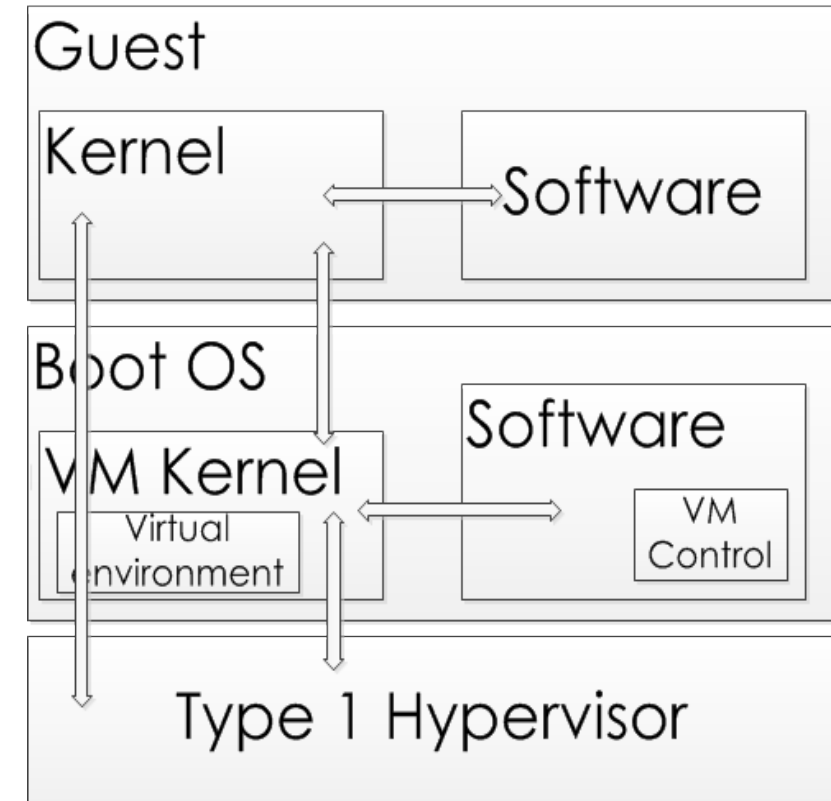 Guest
Kernel
Software
Boot OS
Software
VM Kernel
Virtual
environment
VM
Control
Type 1 Hypervisor